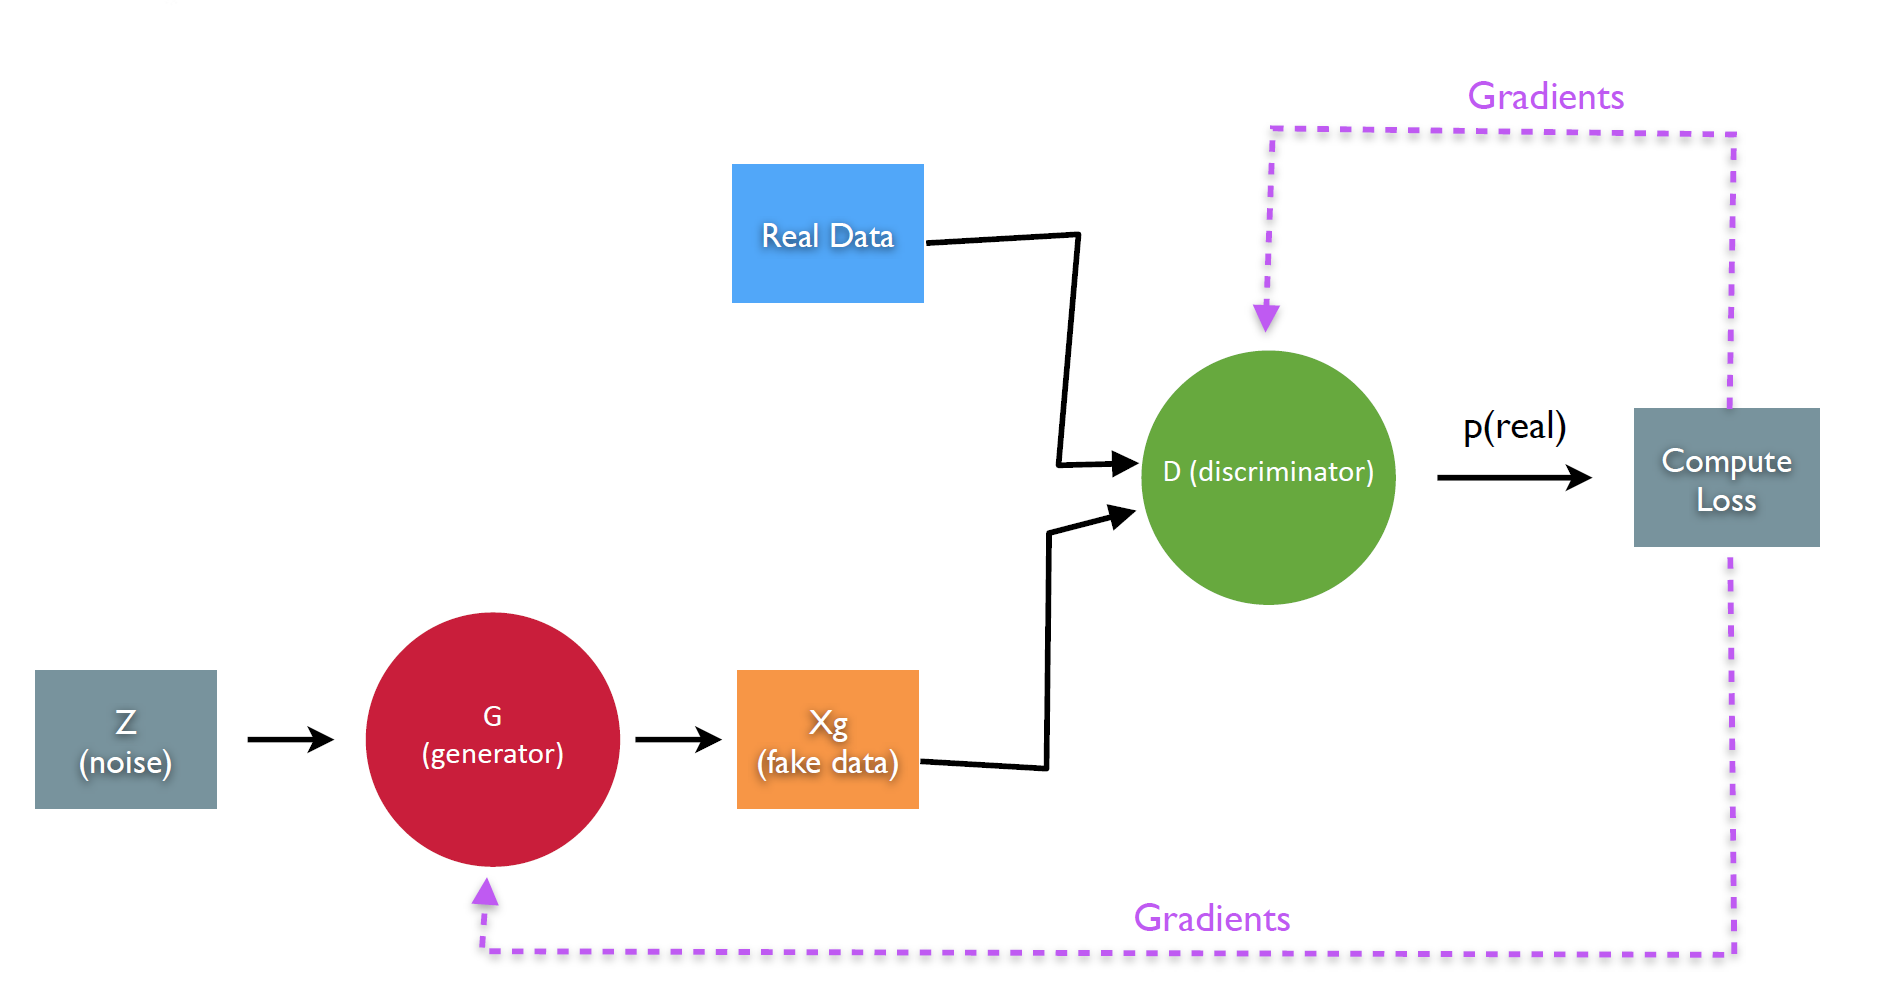 Gradients
Real Data
p(real)
D (discriminator)
Compute
Loss
Z
(noise)
G
(generator)
Xg
(fake data)
Gradients